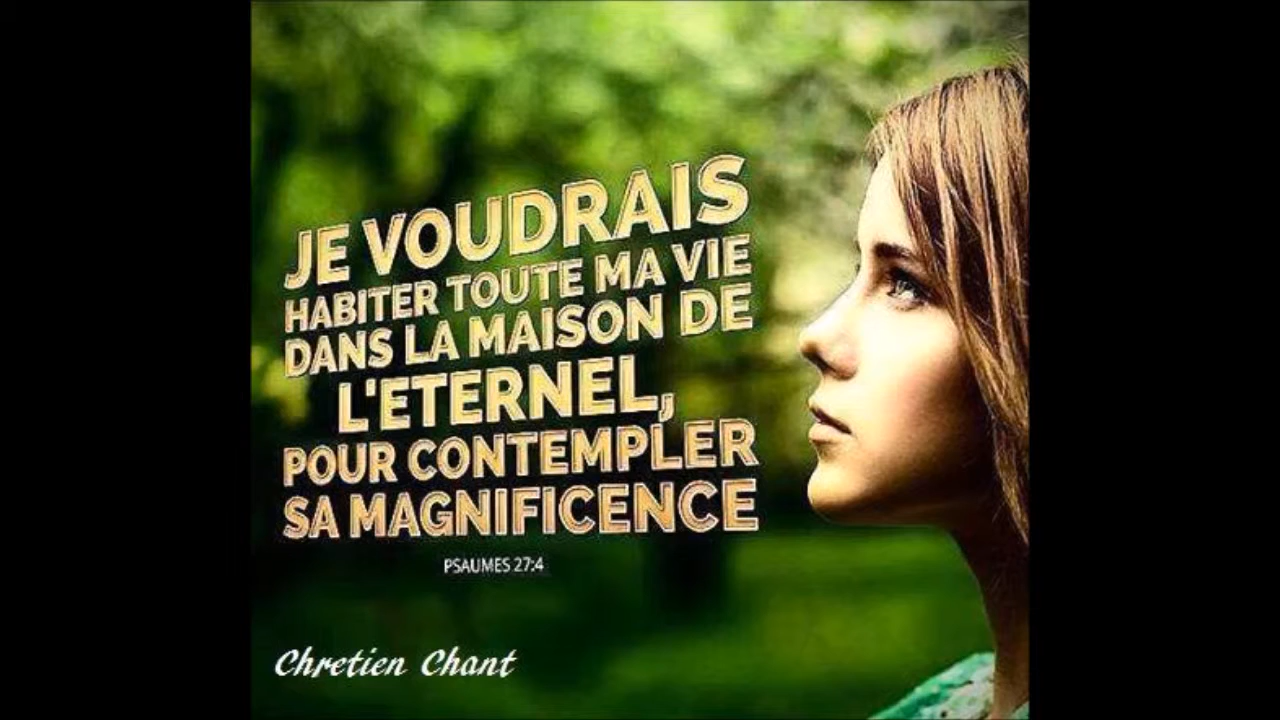 JE VOUDRAIS
HABITER TOUTE MA VIE
DANS LA MAISON DE
L'ETERNEL,
POUR CONTEMPLER
SA MAGNIFICENCE
PSAUMES 27:4
Chretien Chant